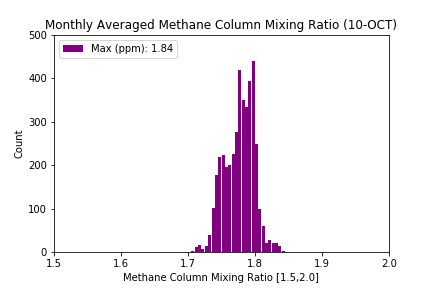 Monthly Averaged Methane Column Mixing Ratio (10-OCT)
Max (ppm): 1.84
500
400
300
200
100
0
Count
1.5 1.6 1.7 1.8 1.9 2.0
Methane Column Mixing Ratio [1.5,2.0]